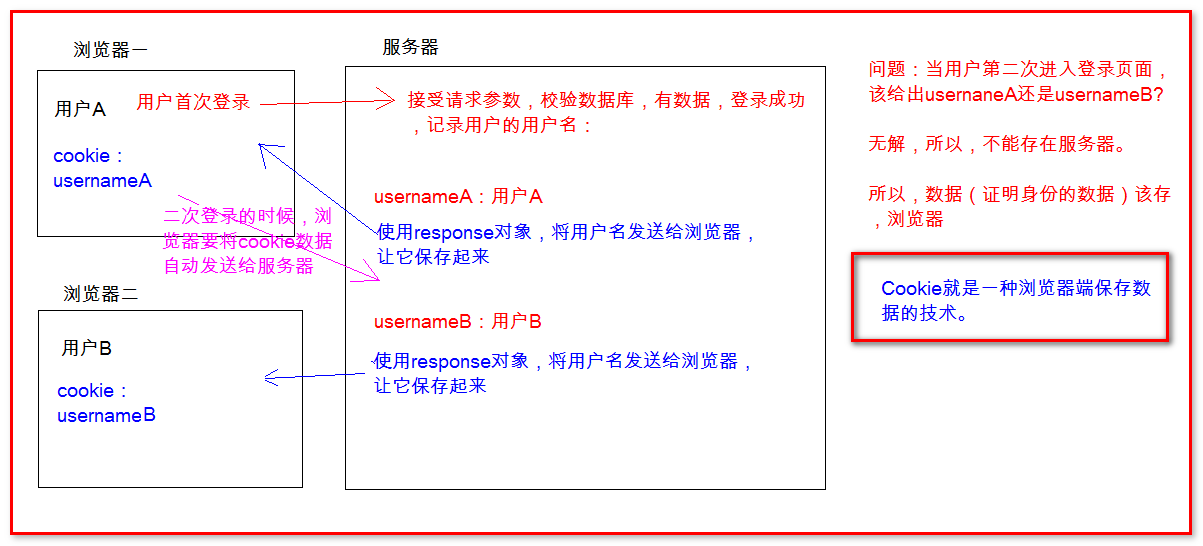 浏览器一
用户A
用户首次登录
cookie：
usernameA
二次登录的时候，浏
览器要将cookie数据
自动发送给服务器
浏览器二
用户B
cookie：
usernameB
服务器
接受请求参数，校验数据库，有数据，登录成功
，记录用户的用户名：
usernameA：用户A
使用response对象，将用户名发送给浏览器，
让它保存起来
usernameB：用户B
使用response对象，将用户名发送给浏览器，
让它保存起来
问题：当用户第二次进入登录页面，
该给出usernaneA还是usernameB?
无解，所以，不能存在服务器。
所以，数据（证明身份的数据）该存
，浏览器
Cookie就是一种浏览器端保存数
据的技术。